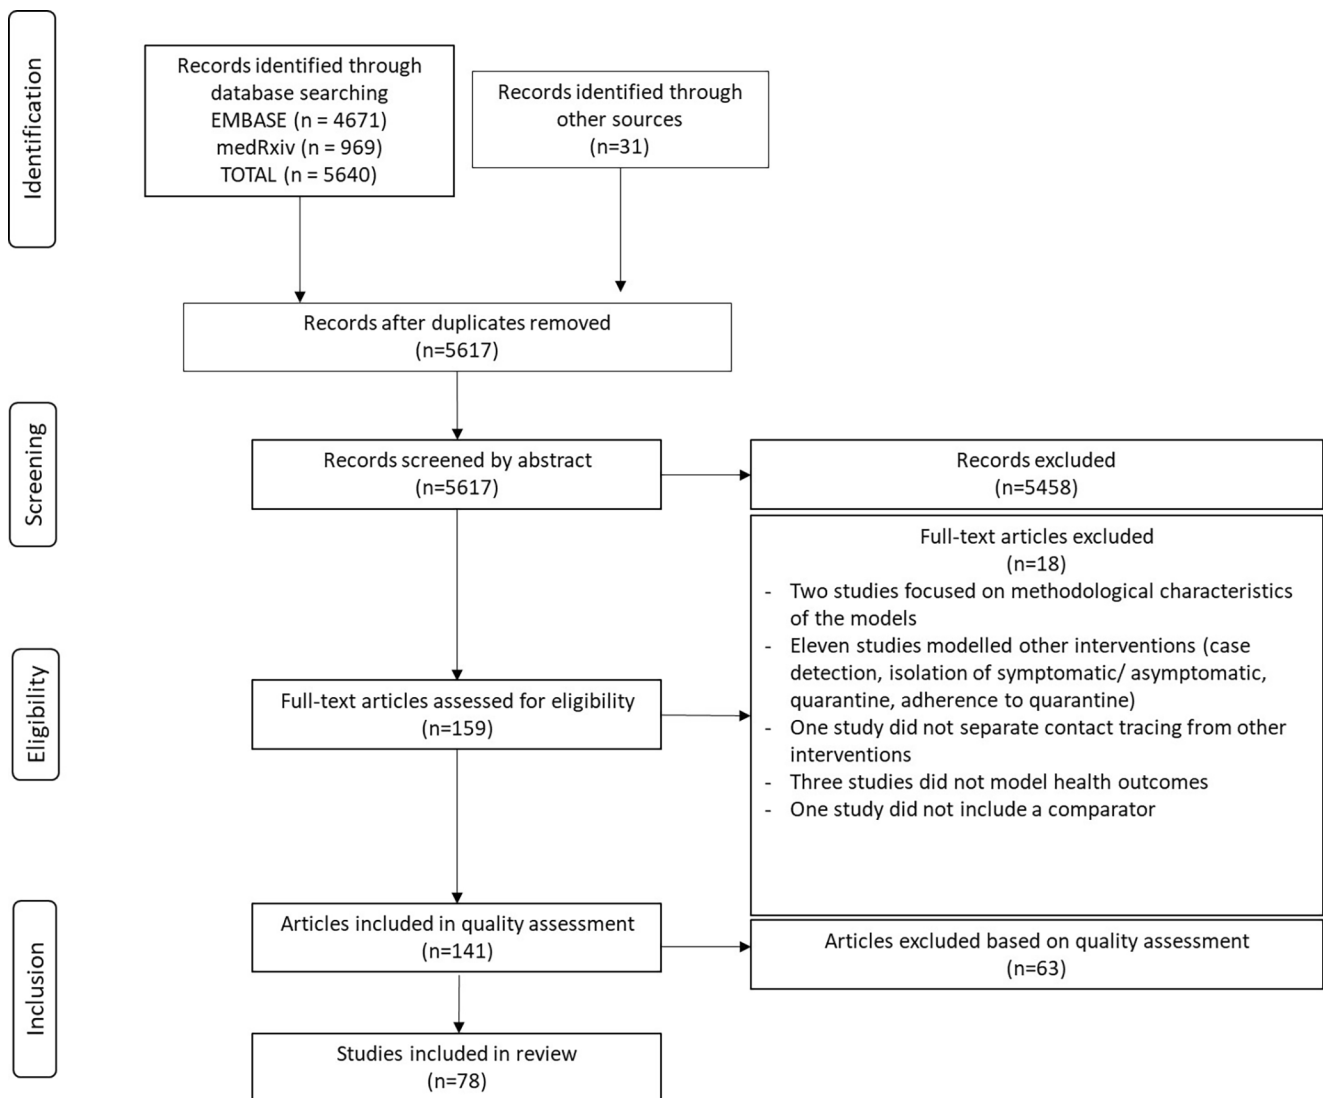 Identification
Records identified through
database searching
EMBASE (n = 4671)
medRxiv (n = 969)
TOTAL (n = 5640)
Records identified through
other sources
(n=31)
Records after duplicates removed
(n=5617)
Screening
Records screened by abstract
(n=5617)
Records excluded
(n=5458)
Eligibility
Full-text articles assessed for eligibility
(n=159)
Full-text articles excluded
(n=18)
- Two studies focused on methodological characteristics
of the models
- Eleven studies modelled other interventions (case
detection, isolation of symptomatic/ asymptomatic,
quarantine, adherence to quarantine)
- One study did not separate contact tracing from other
interventions
- Three studies did not model health outcomes
- One study did not include a comparator
Inclusion
Articles included in quality assessment
(n=141)
Articles excluded based on quality assessment
(n=63)
Studies included in review
(n=78)